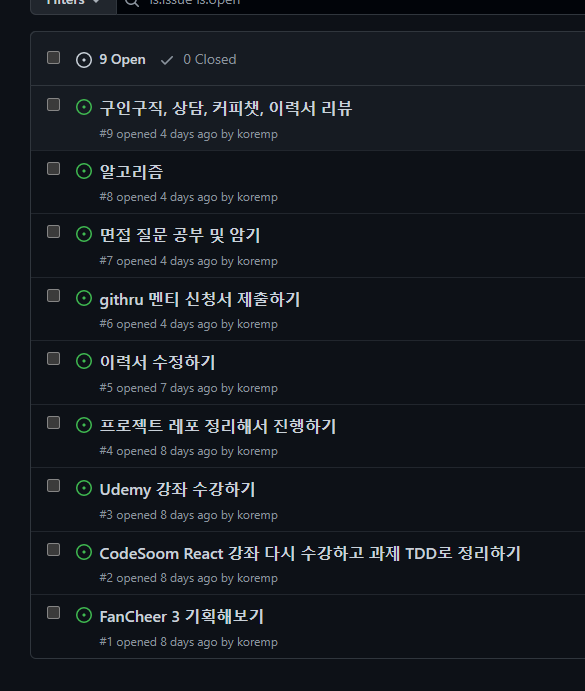 Filters
is:issue is:open
9 Open 0 Closed
구인구직, 상담, 커피챗, 이력서 리뷰
#9 opened 4 days ago by koremp
알고리즘
#8 opened 4 days ago by koremp
면접 질문 공부 및 암기
#7 opened 4 days ago by koremp
githru 멘티 신청서 제출하기
#6 opened 4 days ago by koremp
이력서 수정하기
#5 opened 7 days ago by koremp
프로젝트 레포 정리해서 진행하기
#4 opened 8 days ago by koremp
Udemy 강좌 수강하기
#3 opened 8 days ago by koremp
CodeSoom React 강좌 다시 수강하고 과제 TDD로 정리하기
#2 opened 8 days ago by koremp
FanCheer 3 기획해보기
#1 opened 8 days ago by koremp